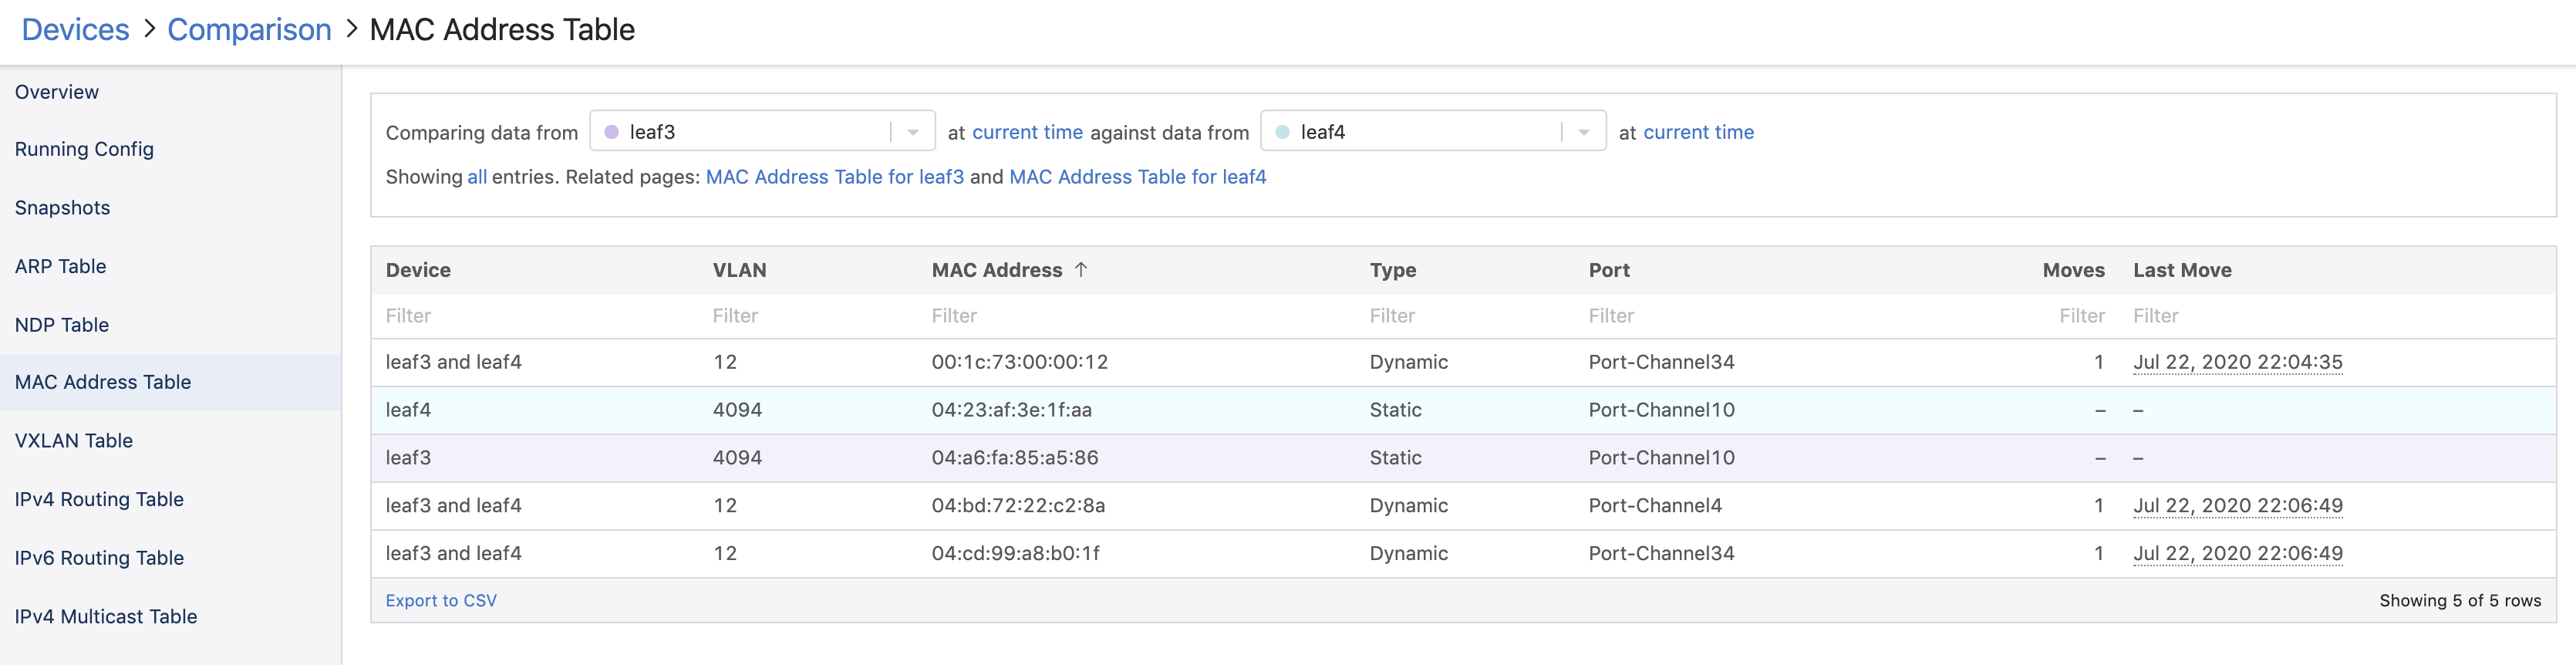 Devices > Comparison > MAC Address Table
Overview
Running Config
Snapshots
ARP Table
NDP Table
MAC Address Table
VXLAN Table
IPv4 Routing Table
IPv6 Routing Table
IPv4 Multicast Table
Comparing data from leaf3 at current time against data from leaf4 at current time
Showing all entries. Related pages: MAC Address Table for leaf3 and MAC Address Table for leaf4
Device VLAN MAC Address ↑ Type Port Moves Last Move
Filter Filter Filter Filter Filter Filter Filter
leaf3 and leaf4 12 00:1c:73:00:00:12 Dynamic Port-Channel34 1 Jul 22, 2020 22:04:35
leaf4 4094 04:23:af:3e:1f:aa Static Port-Channel10 – –
leaf3 4094 04:a6:fa:85:a5:86 Static Port-Channel10 – –
leaf3 and leaf4 12 04:bd:72:22:c2:8a Dynamic Port-Channel4 1 Jul 22, 2020 22:06:49
leaf3 and leaf4 12 04:cd:99:a8:b0:1f Dynamic Port-Channel34 1 Jul 22, 2020 22:06:49
Export to CSV Showing 5 of 5 rows